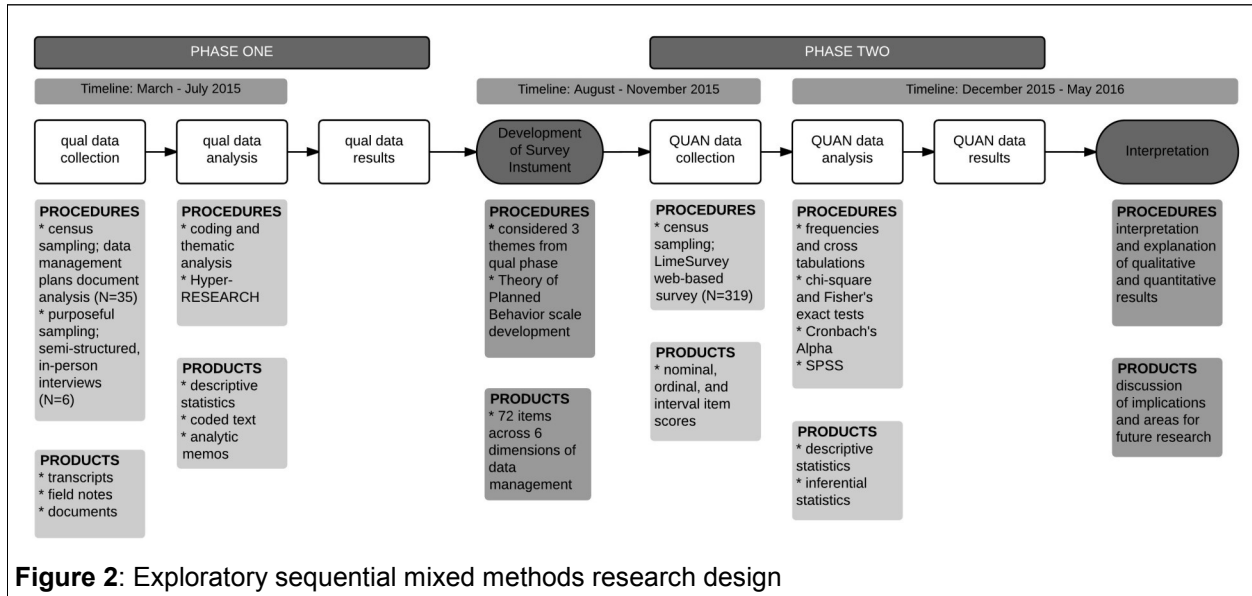 PHASE ONE
PHASE TWO
Timeline: March - July 2015
Timeline: August - November 2015
Timeline: December 2015 - May 2016
qual data
collection
qual data
analysis
qual data
results
Development
of Survey
Instument
QUAN data
collection
QUAN data
analysis
QUAN data
results
Interpretation
PROCEDURES
* census
sampling; data
management
plans document
analysis (N=35)
* purposeful
sampling;
semi-structured,
in-person
interviews
(N=6)
PRODUCTS
* transcripts
* field notes
* documents
PROCEDURES
* coding and
thematic
analysis
* Hyper-
RESEARCH
PRODUCTS
* descriptive
statistics
* coded text
* analytic
memos
PROCEDURES
* considered 3
themes from
qual phase
* Theory of
Planned
Behavior scale
development
PRODUCTS
* 72 items
across 6
dimensions of
data
management
PROCEDURES
* census
sampling;
LimeSurvey
web-based
survey (N=319)
PRODUCTS
* nominal,
ordinal, and
interval item
scores
PROCEDURES
* frequencies
and cross
tabulations
* chi-square
and Fisher's
exact tests
* Cronbach's
Alpha
* SPSS
PRODUCTS
* descriptive
statistics
* inferential
statistics
PROCEDURES
interpretation
and explanation
of qualitative
and quantitative
results
PRODUCTS
discussion
of implications
and areas for
future research
Figure 2: Exploratory sequential mixed methods research design